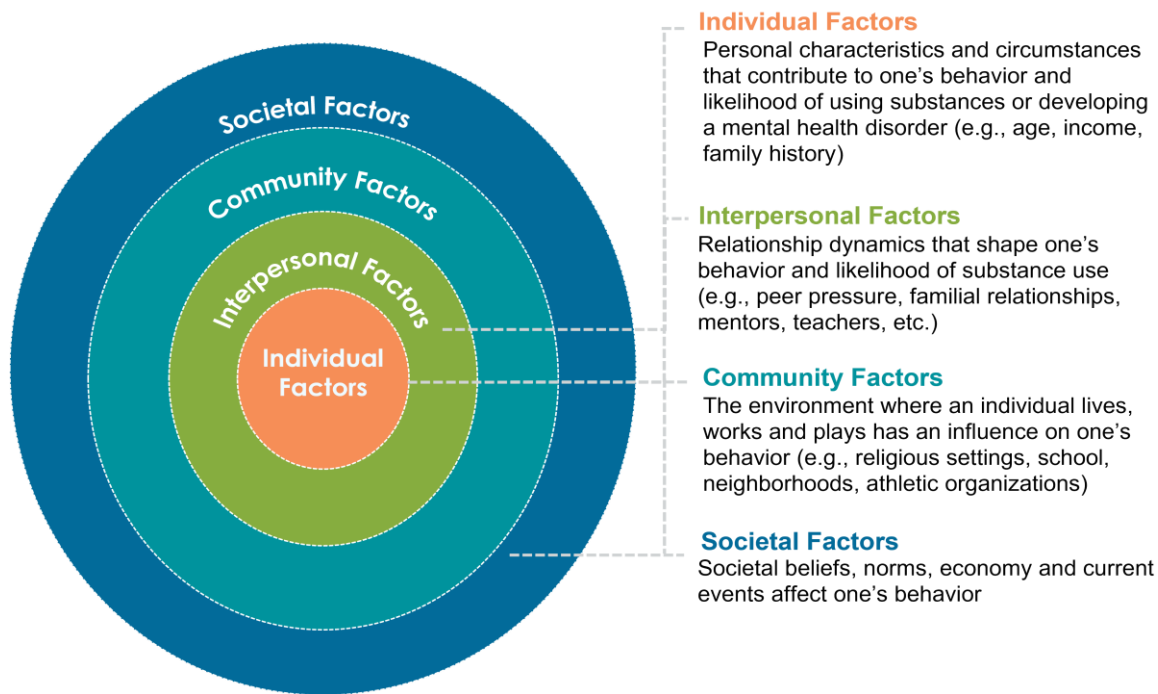 Societal Factors
Community Factors
Interpersonal Factors
Individual
Factors
Individual Factors
Personal characteristics and circumstances
that contribute to one’s behavior and
likelihood of using substances or developing
a mental health disorder (e.g., age, income,
family history)
Interpersonal Factors
Relationship dynamics that shape one’s
behavior and likelihood of substance use
(e.g., peer pressure, familial relationships,
mentors, teachers, etc.)
Community Factors
The environment where an individual lives,
works and plays has an influence on one’s
behavior (e.g., religious settings, school,
neighborhoods, athletic organizations)
Societal Factors
Societal beliefs, norms, economy and current
events affect one’s behavior